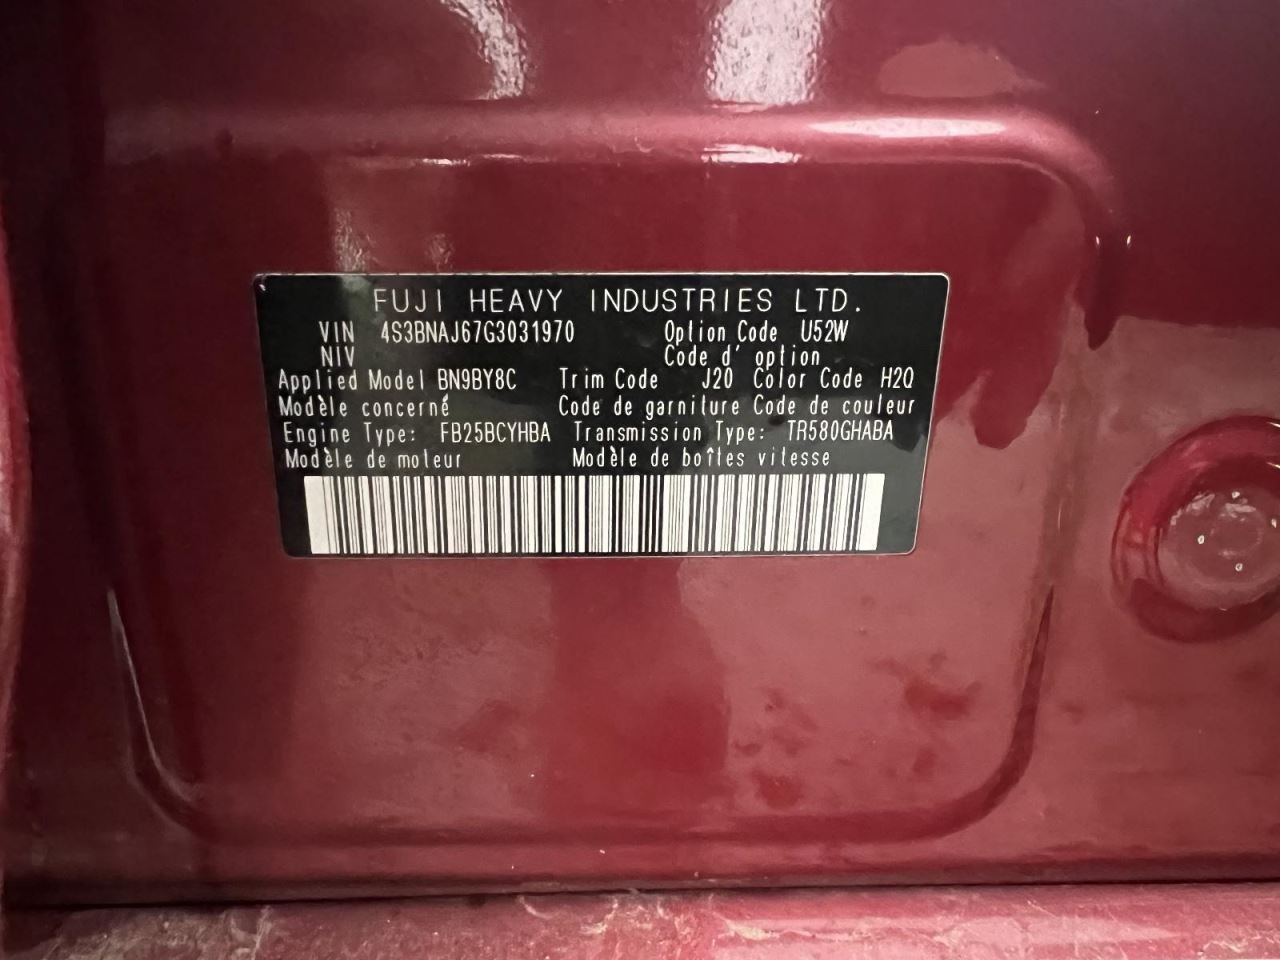 FUJI HEAVY INDUSTRIES LTD.
VIN 4S3BNAJ67G3031970 Option Code U52W
NIV Code d' option
Applied Model BN9BY8C Trim Code J20 Color Code H2Q
Modèle concerné Code de garniture Code de couleur
Engine Type: FB25BCYHBA Transmission Type: TR580GHABA
Modèle de moteur Modèle de boîtes vitesse